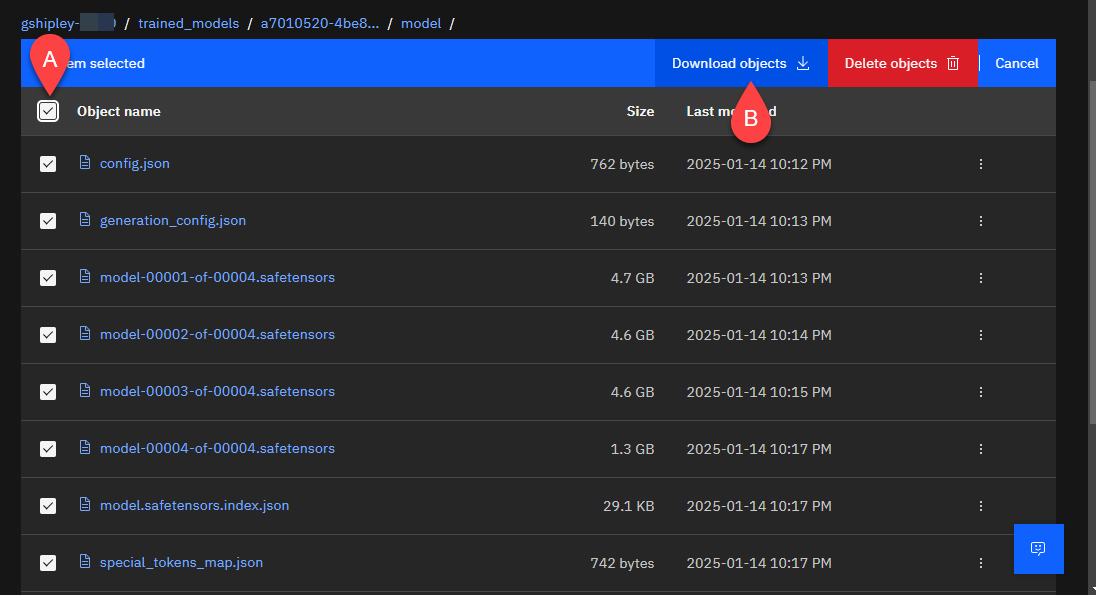 gshipley- / trained_models / a7010520-4be8... / model /
A em selected Download objects Delete objects Cancel
B
Object name Size Last mo d
config.json 762 bytes 2025-01-14 10:12 PM
generation_config.json 140 bytes 2025-01-14 10:13 PM
model-00001-of-00004.safetensors 4.7 GB 2025-01-14 10:13 PM
model-00002-of-00004.safetensors 4.6 GB 2025-01-14 10:14 PM
model-00003-of-00004.safetensors 4.6 GB 2025-01-14 10:15 PM
model-00004-of-00004.safetensors 1.3 GB 2025-01-14 10:17 PM
model.safetensors.index.json 29.1 KB 2025-01-14 10:17 PM
special_tokens_map.json 742 bytes 2025-01-14 10:17 PM